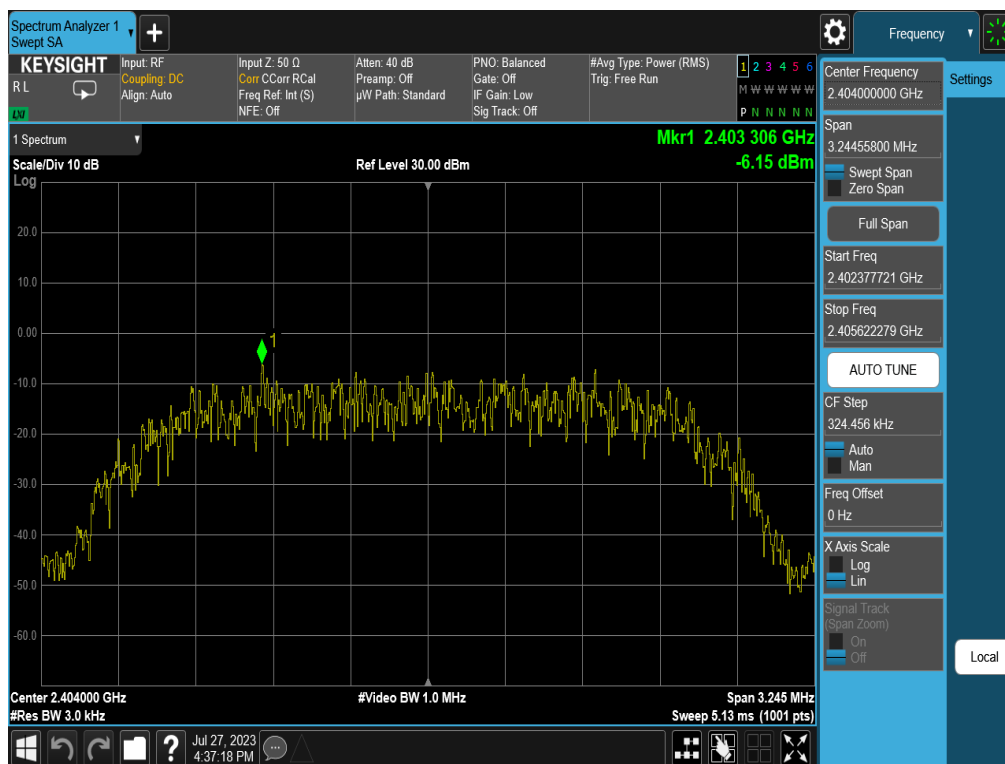 Spectrum Analyzer 1
Swept SA
Frequency
KEYSIGHT
R L
LXI
Input: RF
Coupling: DC
Align: Auto
Input Z: 50 Ω
Corr CCorr RCal
Freq Ref: Int (S)
NFE: Off
Atten: 40 dB
Preamp: Off
µW Path: Standard
PNO: Balanced
Gate: Off
IF Gain: Low
Sig Track: Off
#Avg Type: Power (RMS)
Trig: Free Run
1 2 3 4 5 6
M W W W W W
P N N N N N
1 Spectrum
Mkr1 2.403 306 GHz
Scale/Div 10 dB
Ref Level 30.00 dBm
-6.15 dBm
Log
20.0
10.0
0.00
1
-10.0
-20.0
-30.0
-40.0
-50.0
-60.0
Center 2.404000 GHz
#Video BW 1.0 MHz
Span 3.245 MHz
#Res BW 3.0 kHz
Sweep 5.13 ms (1001 pts)
Center Frequency
2.404000000 GHz
Settings
Span
3.24455800 MHz
Swept Span
Zero Span
Full Span
Start Freq
2.402377721 GHz
Stop Freq
2.405622279 GHz
AUTO TUNE
CF Step
324.456 kHz
Auto
Man
Freq Offset
0 Hz
X Axis Scale
Log
Lin
Signal Track
(Span Zoom)
On
Off
Local
?
Jul 27, 2023
4:37:18 PM